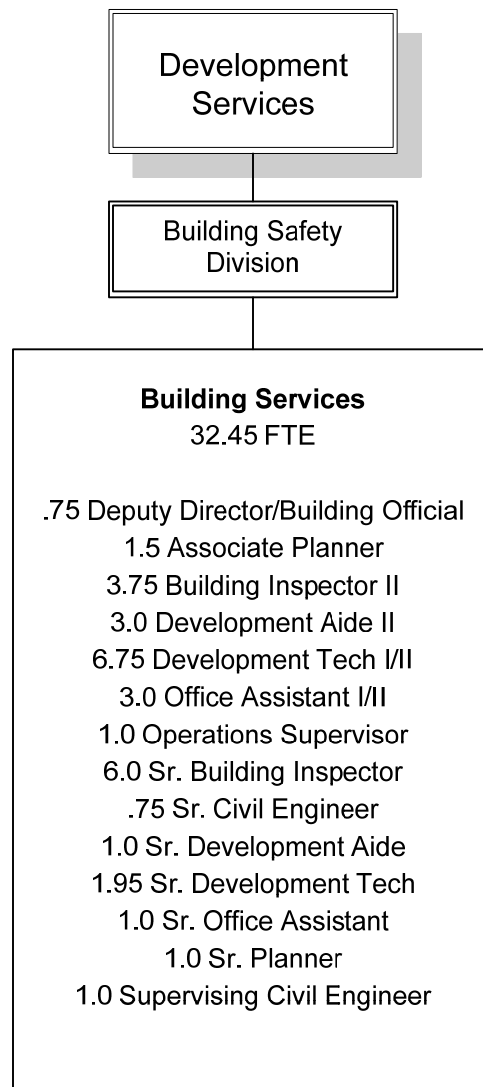 Development
Services
Building Safety
Division
Building Services
32.45 FTE
.75 Deputy Director/Building Official
1.5 Associate Planner
3.75 Building Inspector II
3.0 Development Aide II
6.75 Development Tech I/II
3.0 Office Assistant I/II
1.0 Operations Supervisor
6.0 Sr. Building Inspector
.75 Sr. Civil Engineer
1.0 Sr. Development Aide
1.95 Sr. Development Tech
1.0 Sr. Office Assistant
1.0 Sr. Planner
1.0 Supervising Civil Engineer